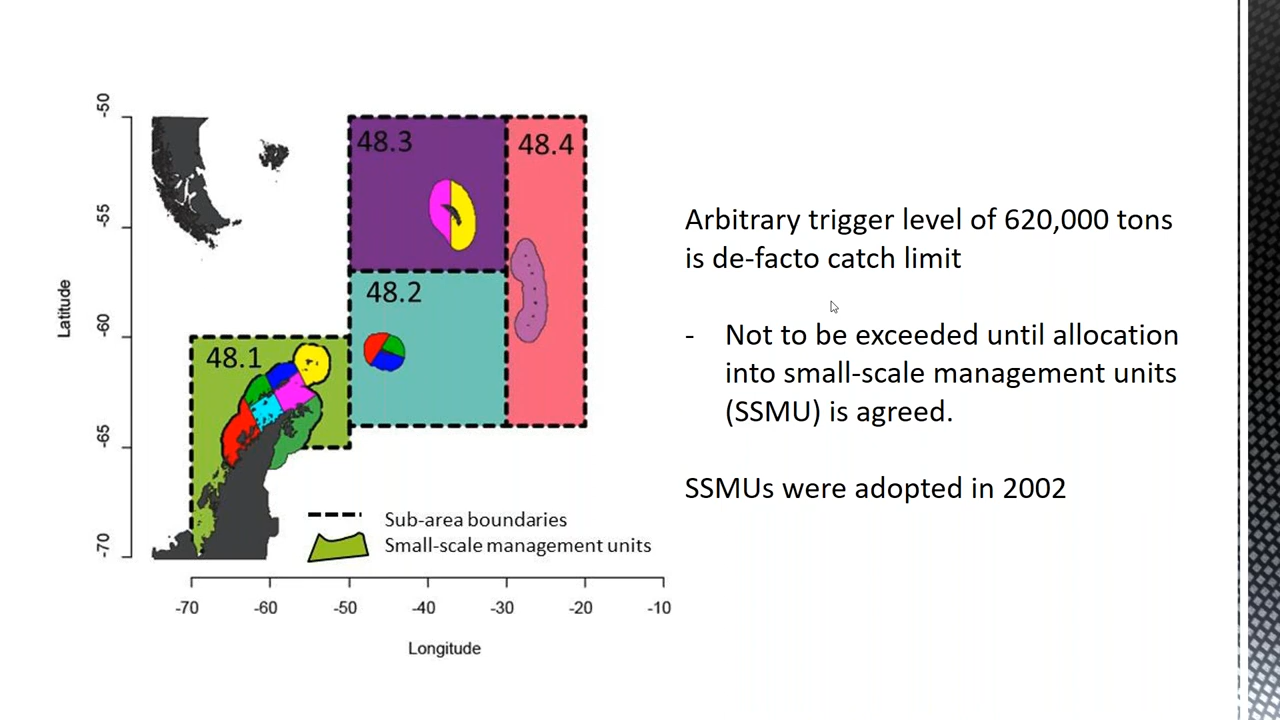 -50
-55
-60
-65
-70
Latitude
48.3
48.4
48.2
48.1
Sub-area boundaries
Small-scale management units
-70
-60
-50
-40
-30
-20
-10
Longitude
Arbitrary trigger level of 620,000 tons
is de-facto catch limit
- Not to be exceeded until allocation
into small-scale management units
(SSMU) is agreed.
SSMUs were adopted in 2002